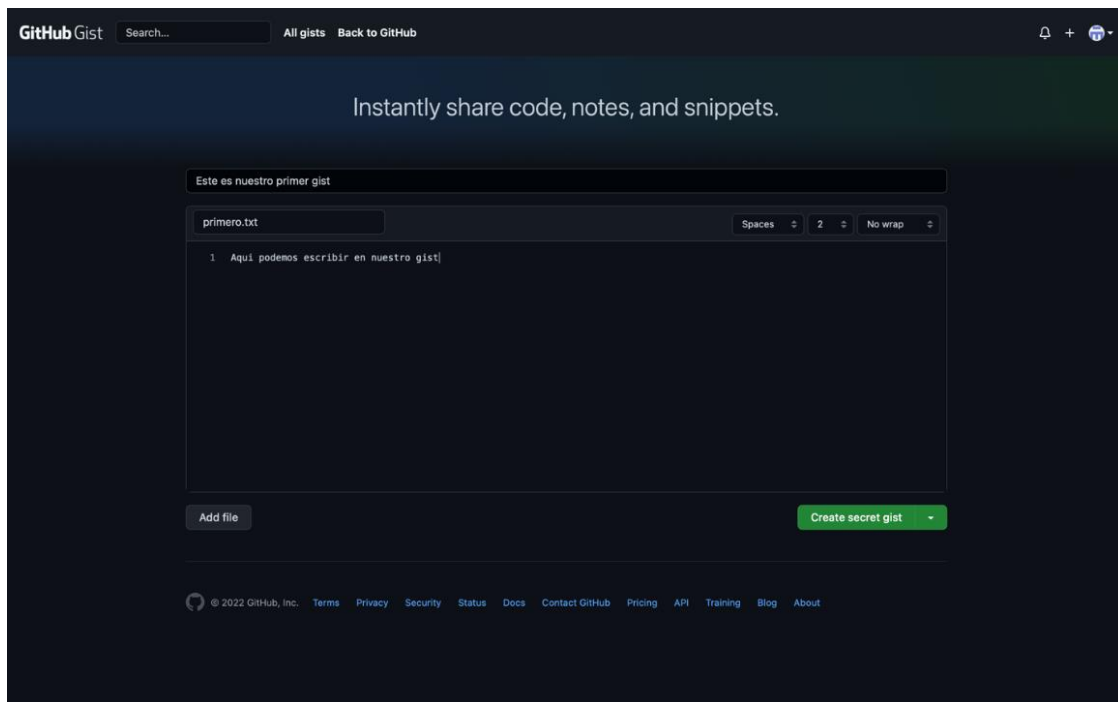 GitHub Gist Search... All gists Back to GitHub
Instantly share code, notes, and snippets.
Este es nuestro primer gist
primero.txt Spaces 2 No wrap
1 Aqui podemos escribir en nuestro gist
Add file Create secret gist
© 2022 GitHub, Inc. Terms Privacy Security Status Docs Contact GitHub Pricing API Training Blog About